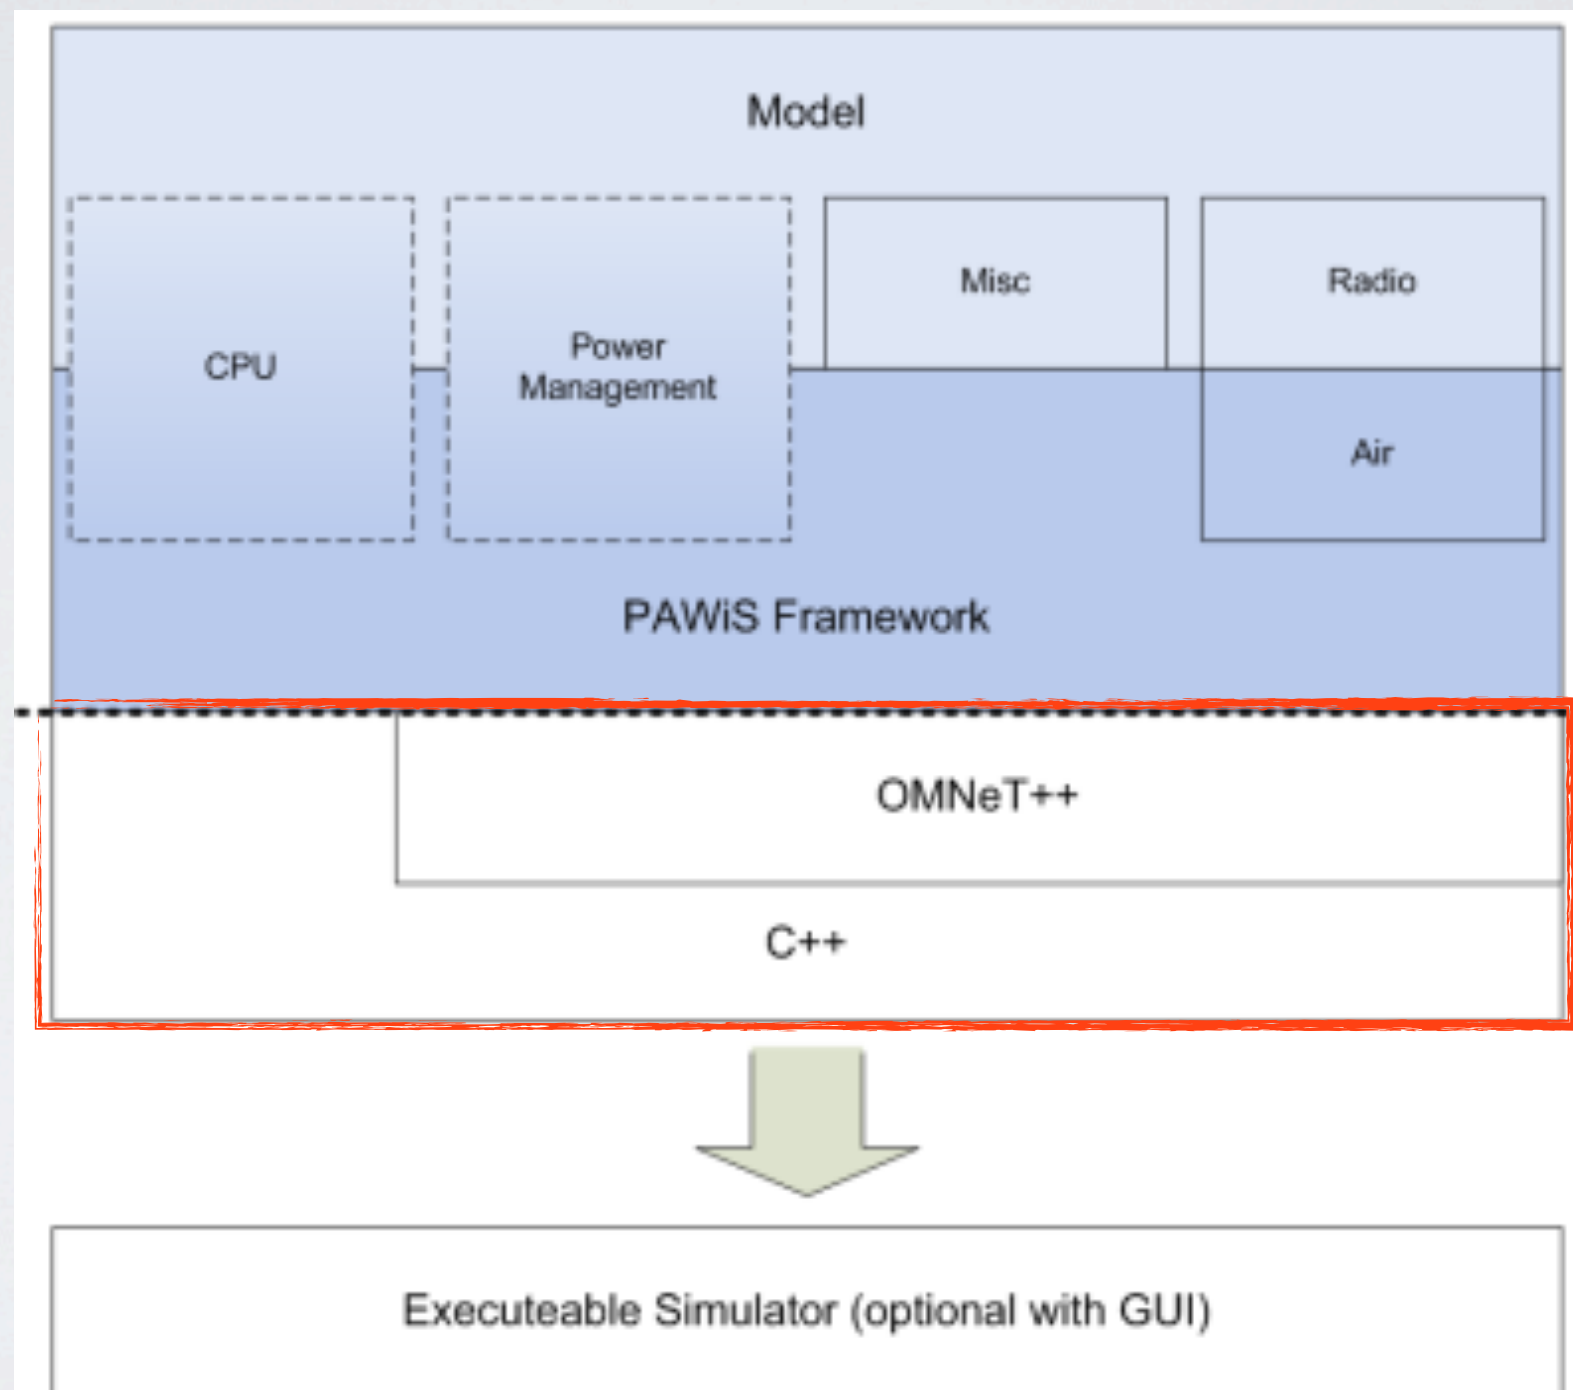 Model
CPU
Power
Management
Misc
Radio
Air
PAWiS Framework
OMNeT++
C++
Executeable Simulator (optional with GUI)